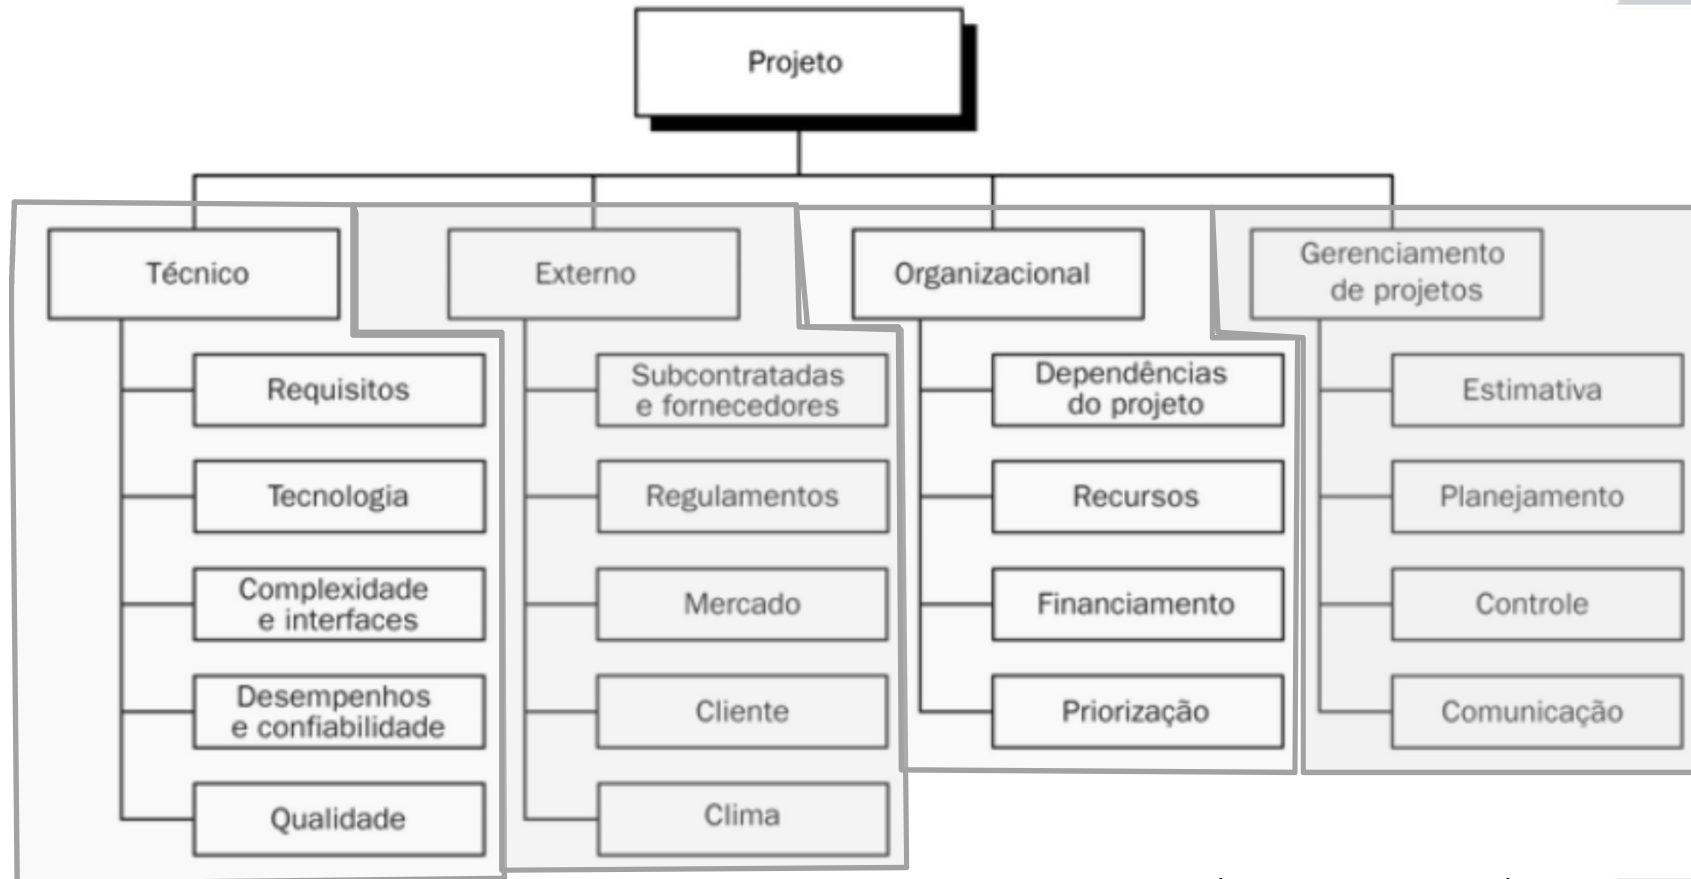 Projeto
Técnico
Requisitos
Tecnologia
Complexidade
e interfaces
Desempenhos
e confiabilidade
Qualidade
Externo
Subcontratadas
e fornecedores
Regulamentos
Mercado
Cliente
Clima
Organizacional
Dependências
do projeto
Recursos
Financiamento
Priorização
Gerenciamento
de projetos
Estimativa
Planejamento
Controle
Comunicação